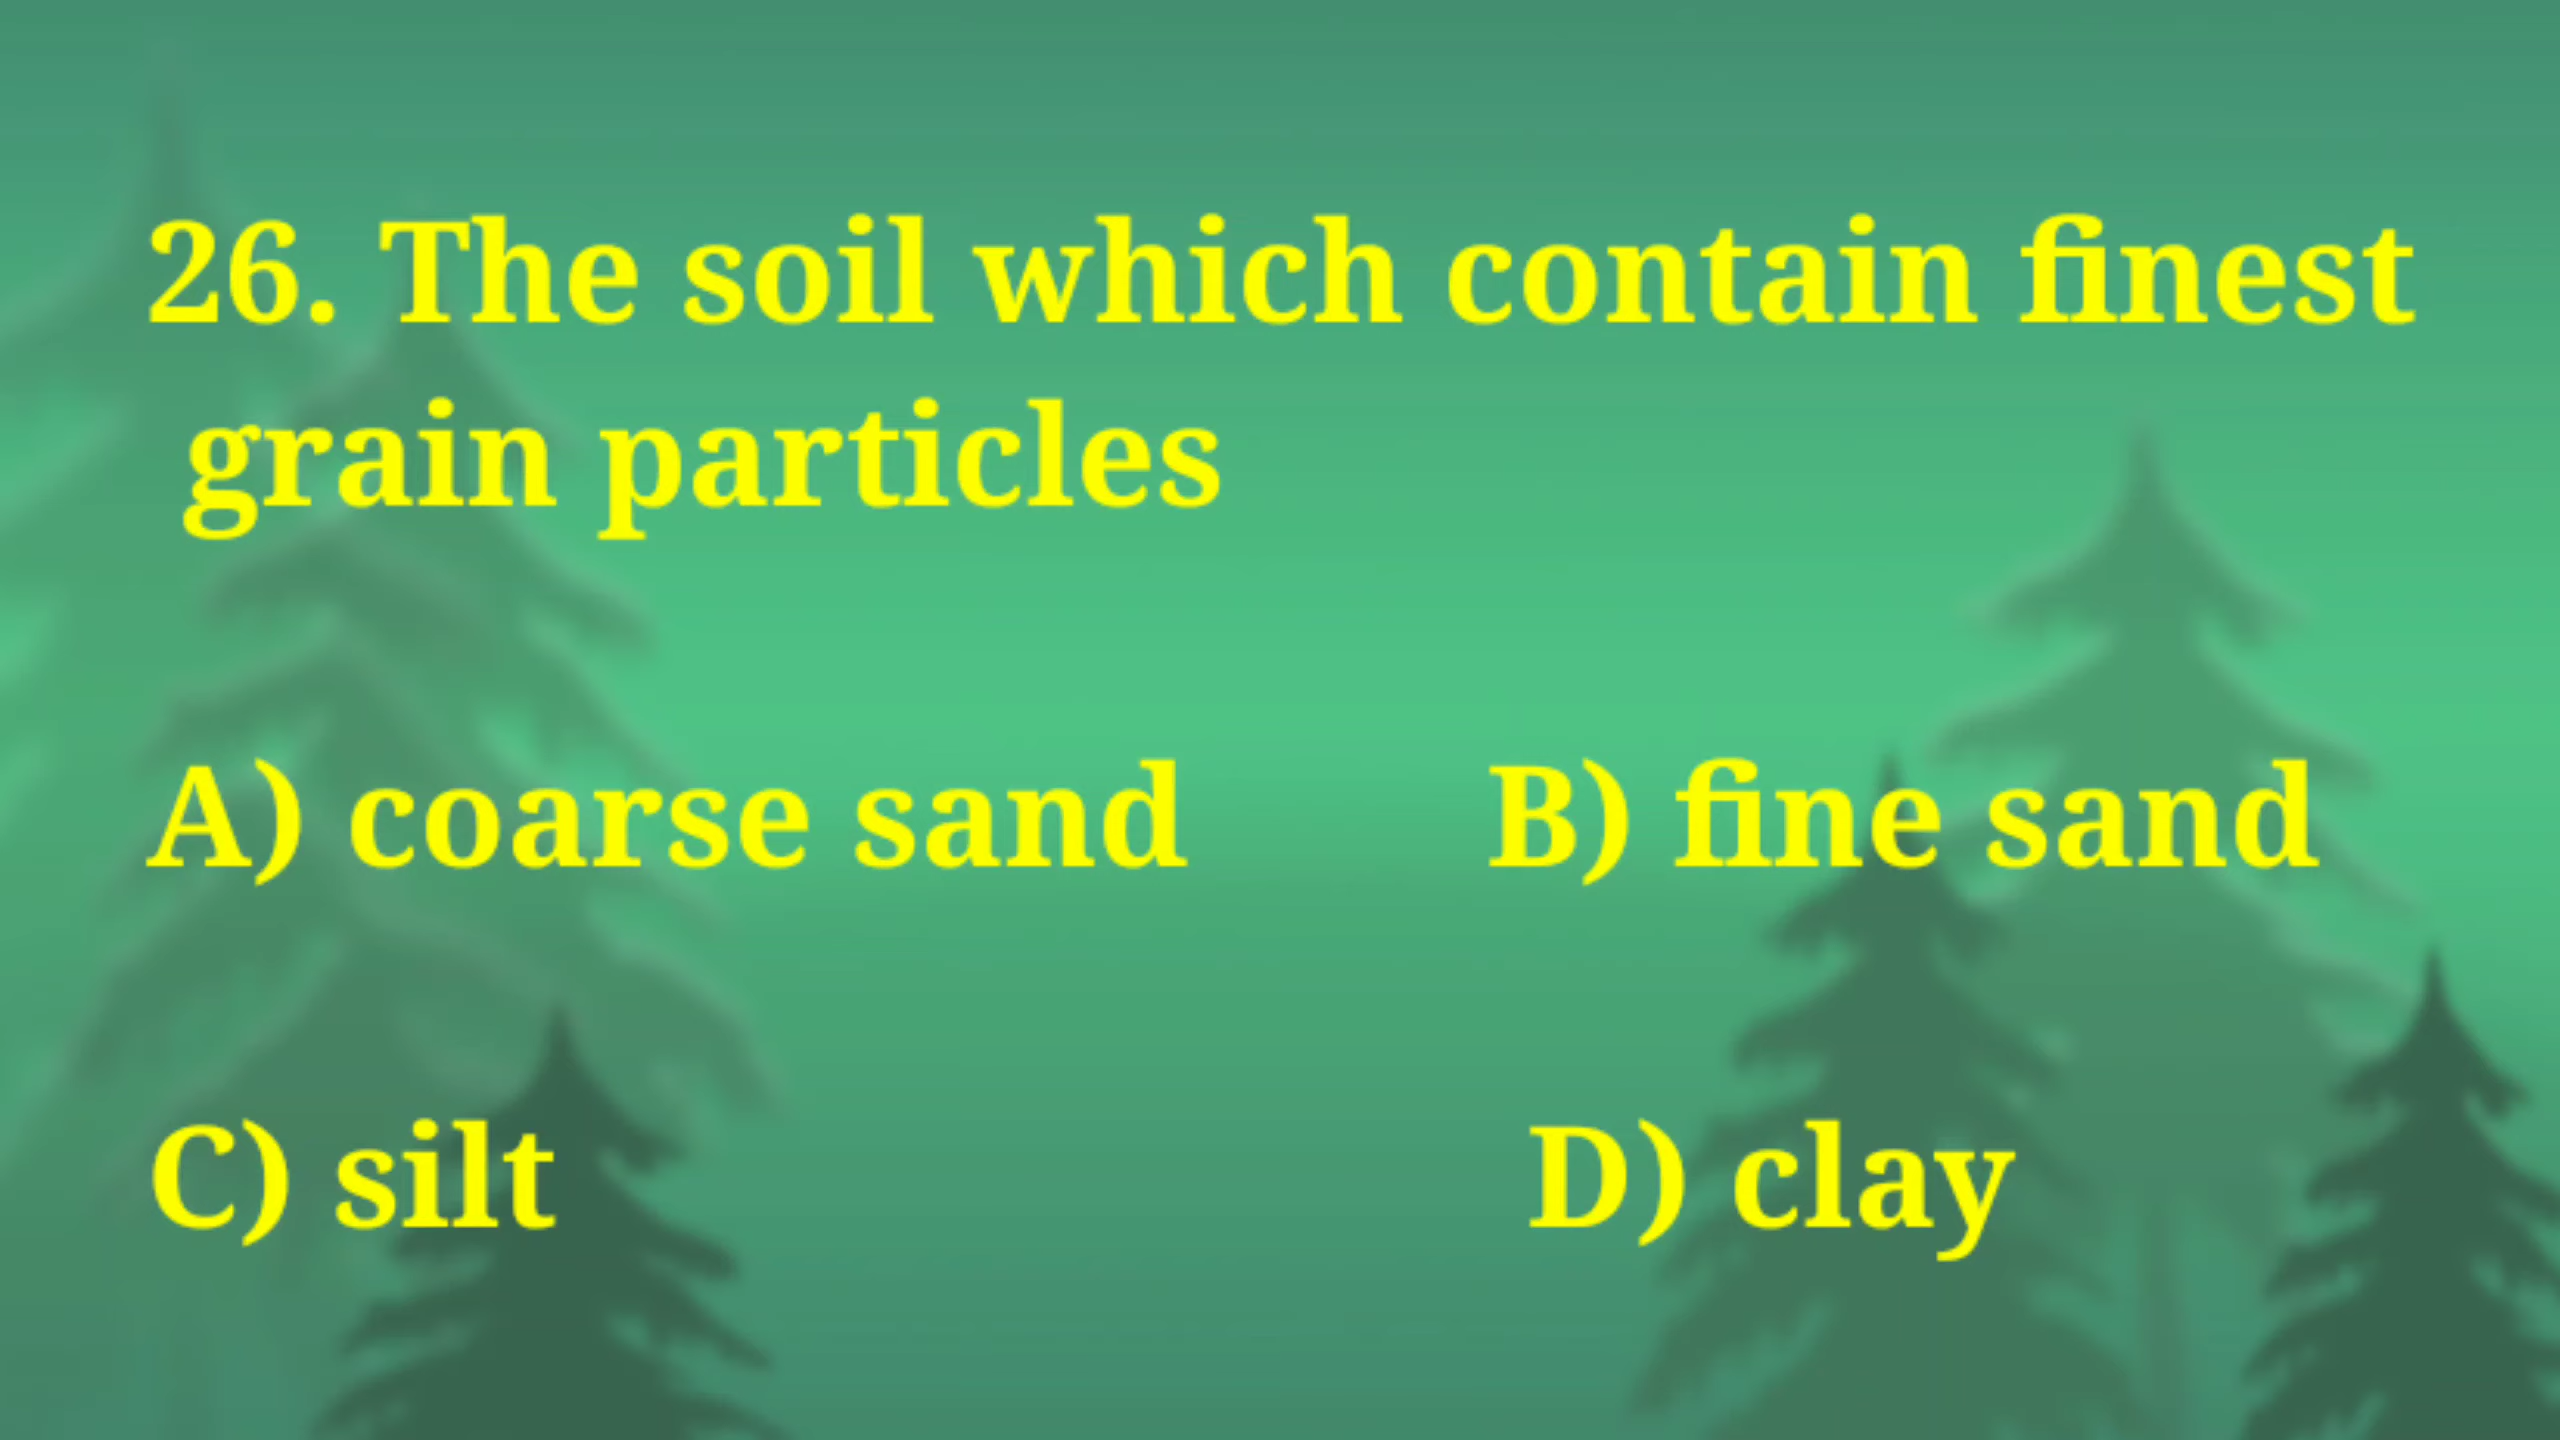 26. The soil which contain finest
grain particles
A) coarse sand B) fine sand
C) silt D) clay